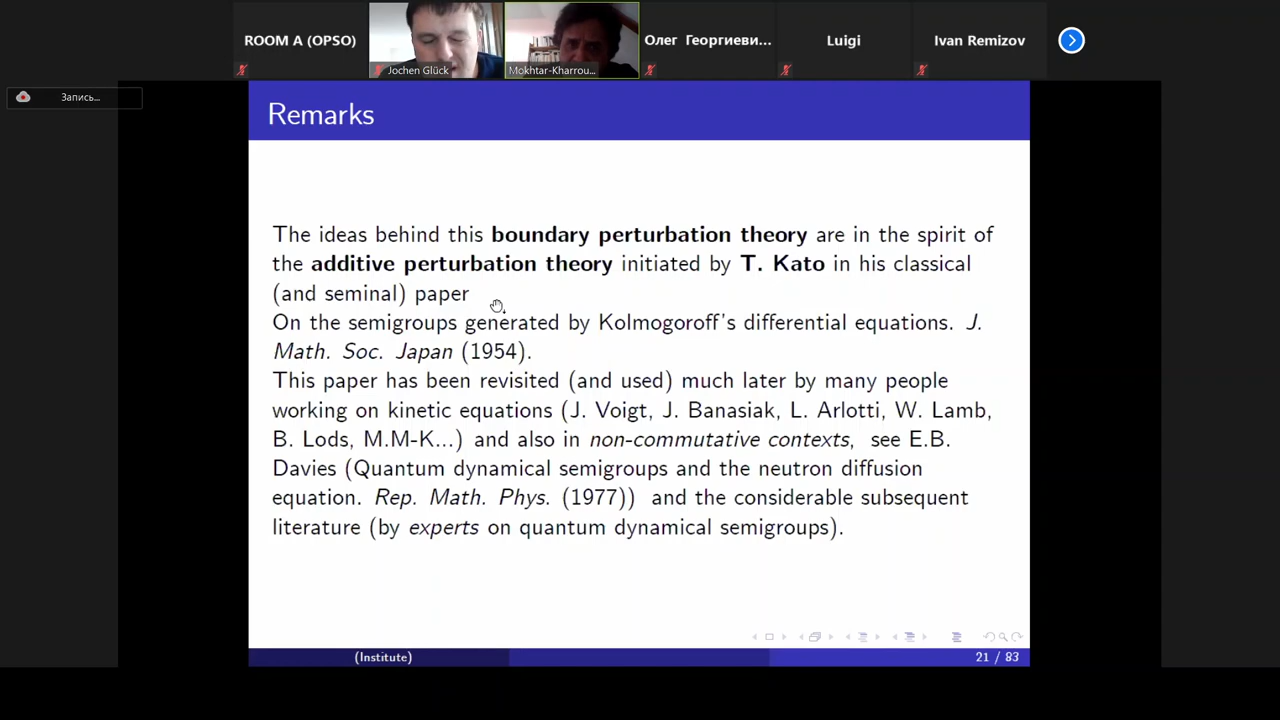 ROOM A (OPSO)
Jochen Glück
Mokhtar-Kharrou...
Олег Георгиеви...
Luigi
Ivan Remizov
Запись...
Remarks
The ideas behind this boundary perturbation theory are in the spirit of
the additive perturbation theory initiated by T. Kato in his classical
(and seminal) paper
On the semigroups generated by Kolmogoroff's differential equations. J.
Math. Soc. Japan (1954).
This paper has been revisited (and used) much later by many people
working on kinetic equations (J. Voigt, J. Banasiak, L. Arlotti, W. Lamb,
B. Lods, M.M-K...) and also in non-commutative contexts, see E.B.
Davies (Quantum dynamical semigroups and the neutron diffusion
equation. Rep. Math. Phys. (1977)) and the considerable subsequent
literature (by experts on quantum dynamical semigroups).
(Institute)
21 / 83